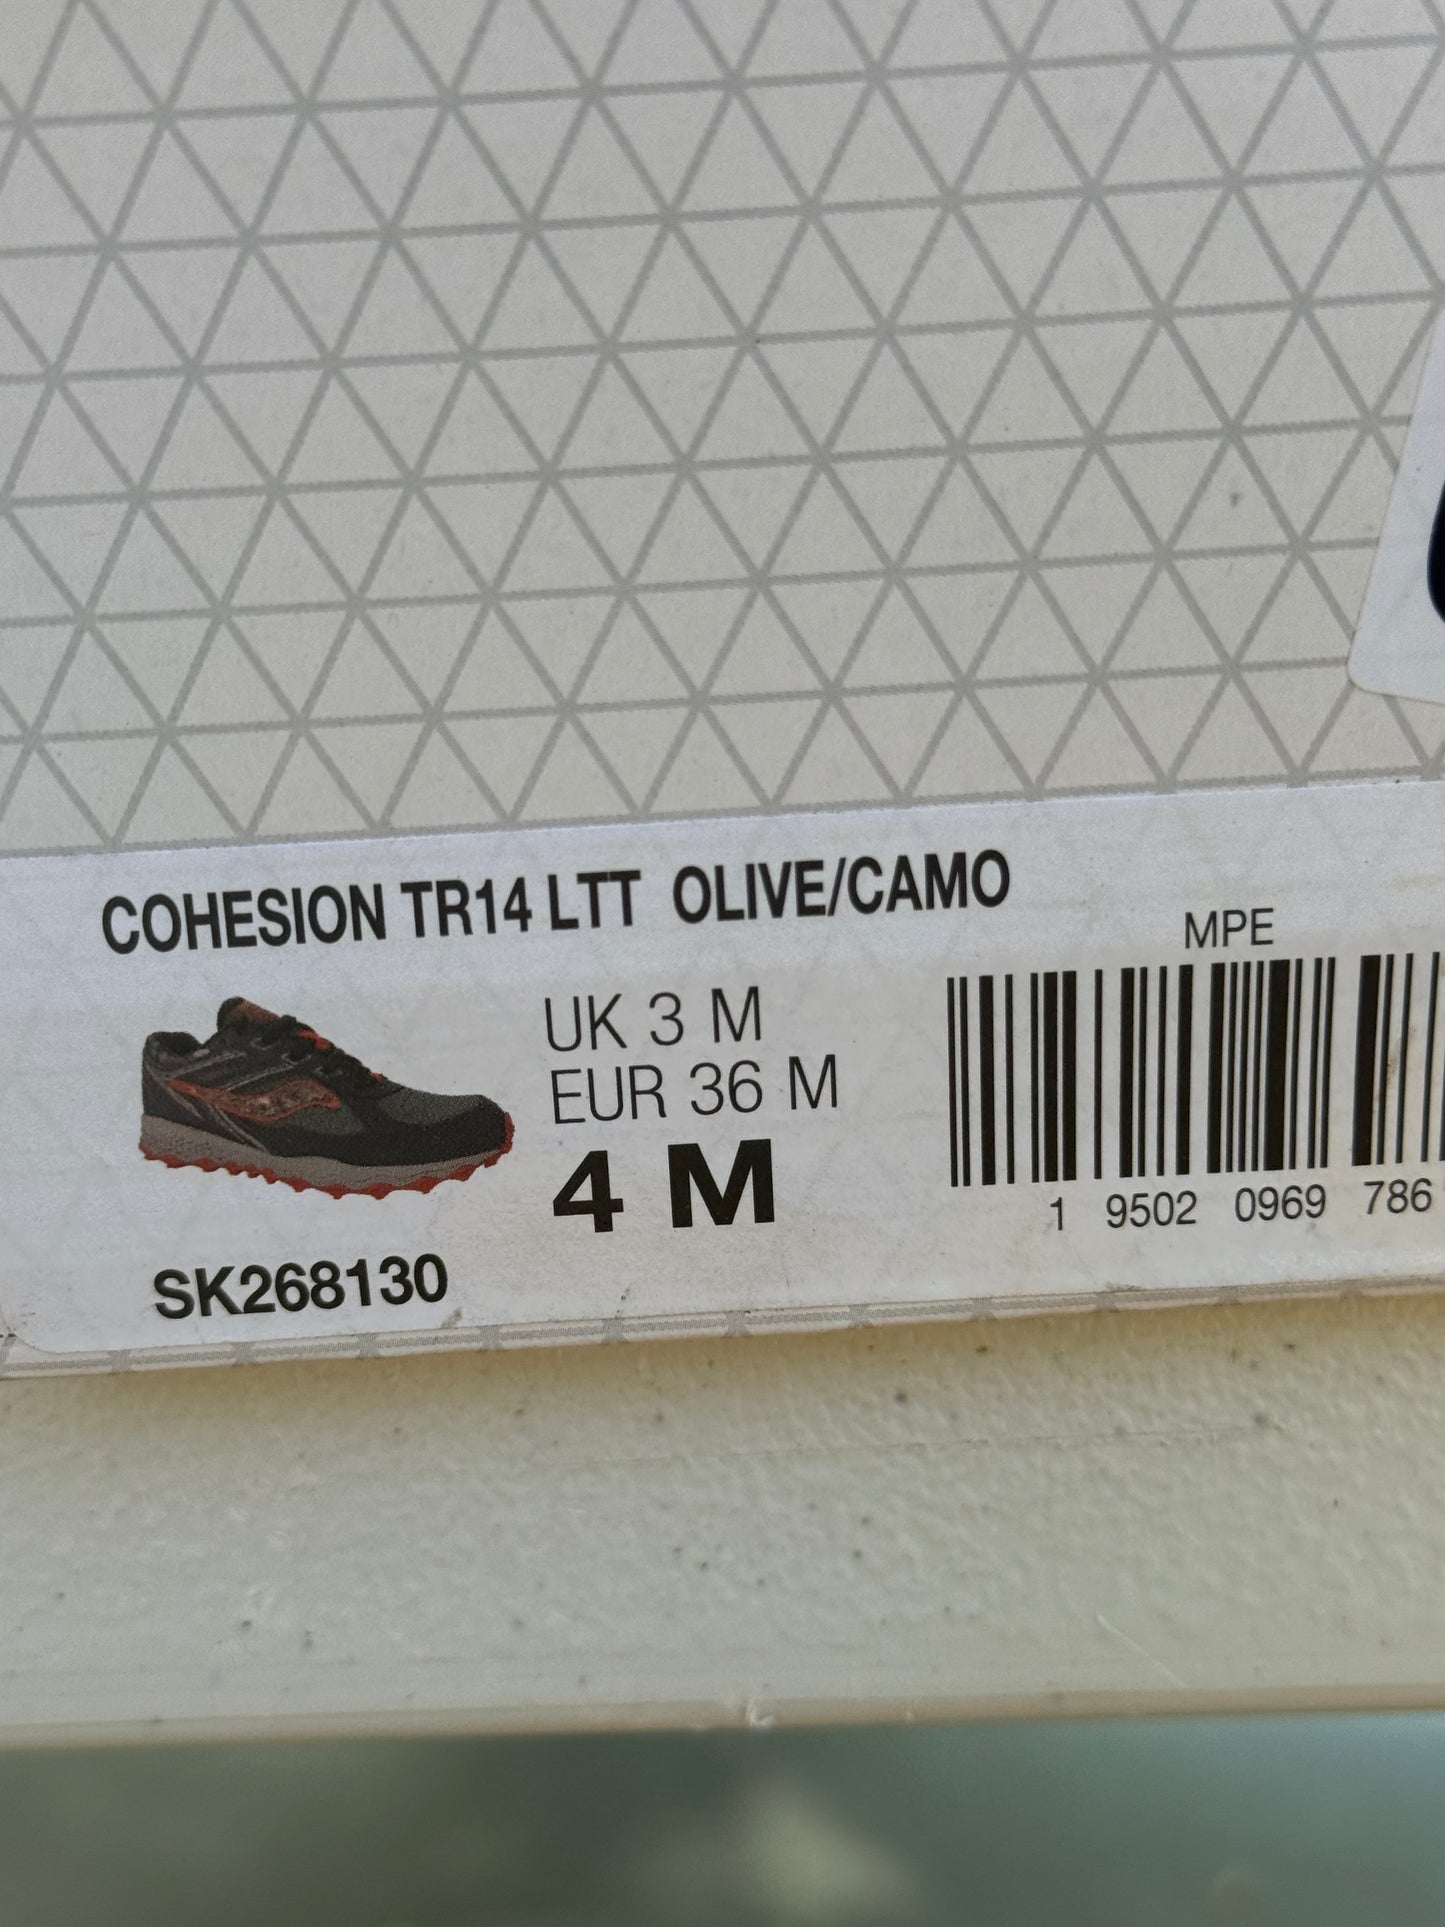 COHESION TR14 LTT OLIVE/CAMO
MPE
UK 3 M
EUR 36 M
4 M
1 9502 0969 786
SK268130